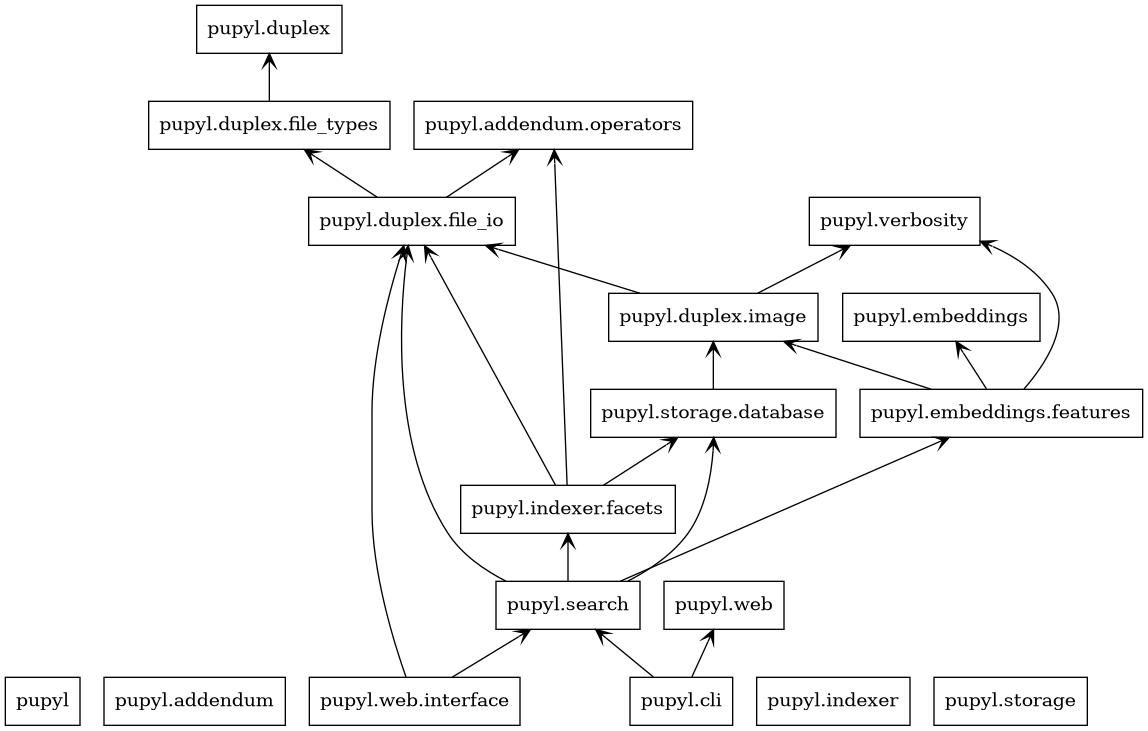 pupyl.duplex
pupyl.duplex.file_types
pupyl.addendum.operators
pupyl.duplex.file_io
pupyl.verbosity
pupyl.duplex.image
pupyl.embeddings
pupyl.storage.database
pupyl.embeddings.features
pupyl.indexer.facets
pupyl.search
pupyl.web
pupyl
pupyl.addendum
pupyl.web.interface
pupyl.cli
pupyl.indexer
pupyl.storage